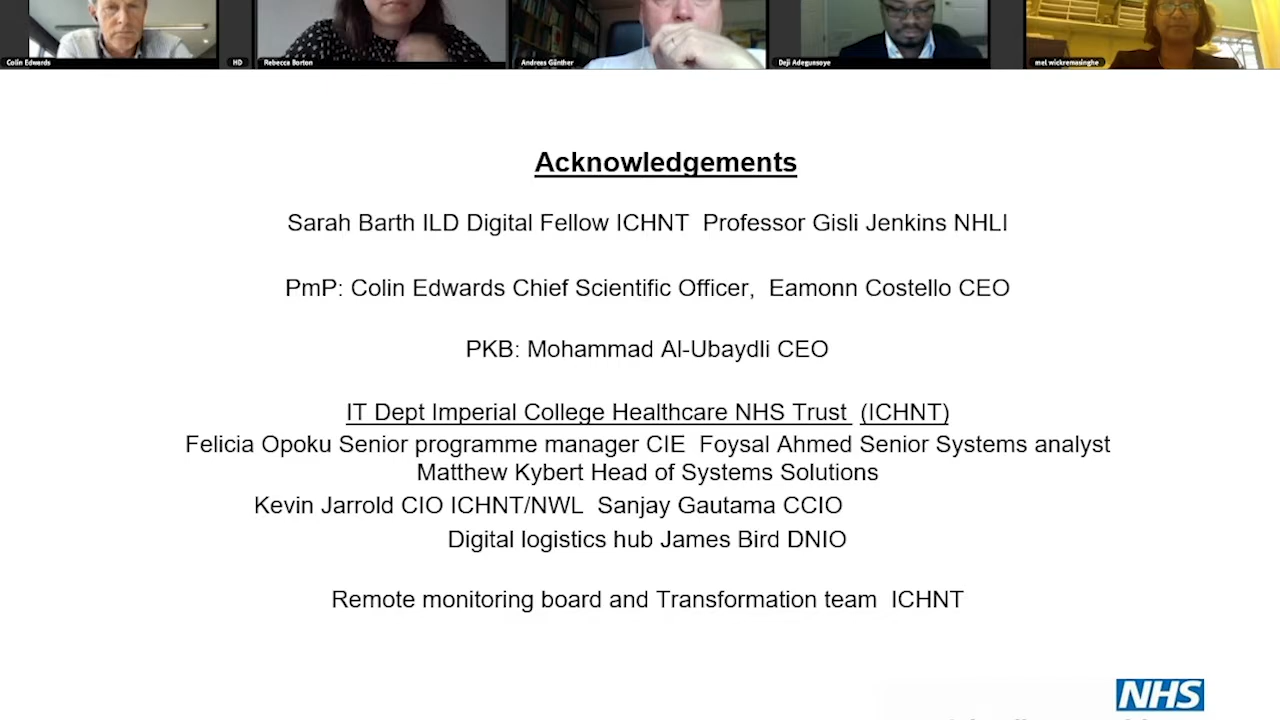 Colin Edwards
HD
Rebecca Borton
Andreas Günther
Deji Adegunsoye
mel wickremasinghe
Acknowledgements
Sarah Barth ILD Digital Fellow ICHNT Professor Gisli Jenkins NHLI
PmP: Colin Edwards Chief Scientific Officer, Eamonn Costello CEO
PKB: Mohammad Al-Ubaydli CEO
IT Dept Imperial College Healthcare NHS Trust (ICHNT)
Felicia Opoku Senior programme manager CIE Foysal Ahmed Senior Systems analyst
Matthew Kybert Head of Systems Solutions
Kevin Jarrold CIO ICHNT/NWL Sanjay Gautama CCIO
Digital logistics hub James Bird DNIO
Remote monitoring board and Transformation team ICHNT
NHS